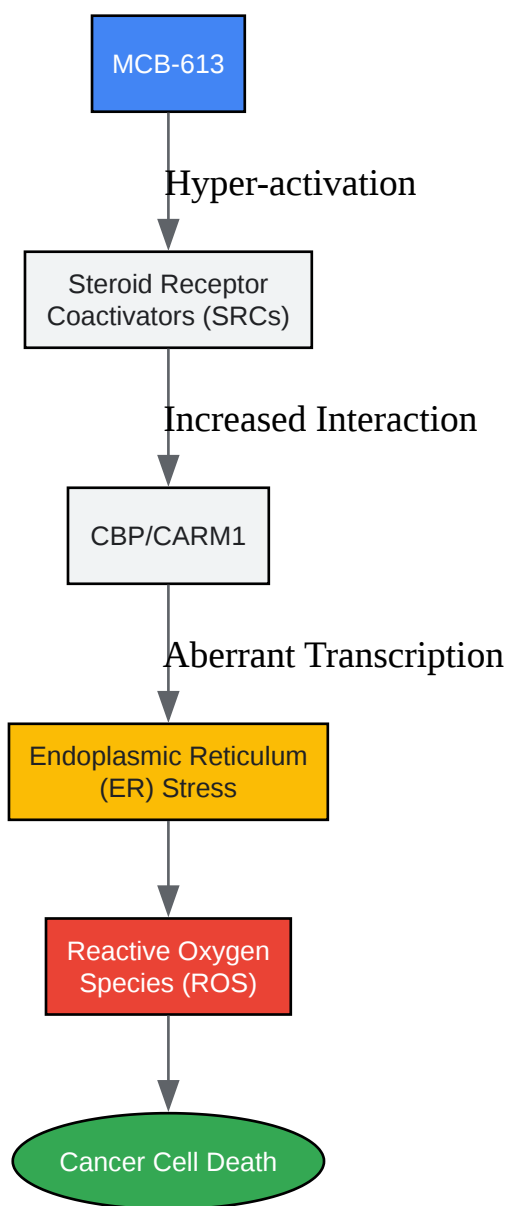 MCB-613
Hyper-activation
Steroid Receptor
Coactivators (SRCs)
Increased Interaction
CBP/CARM1
Aberrant Transcription
Endoplasmic Reticulum
(ER) Stress
Reactive Oxygen
Species (ROS)
Cancer Cell Death